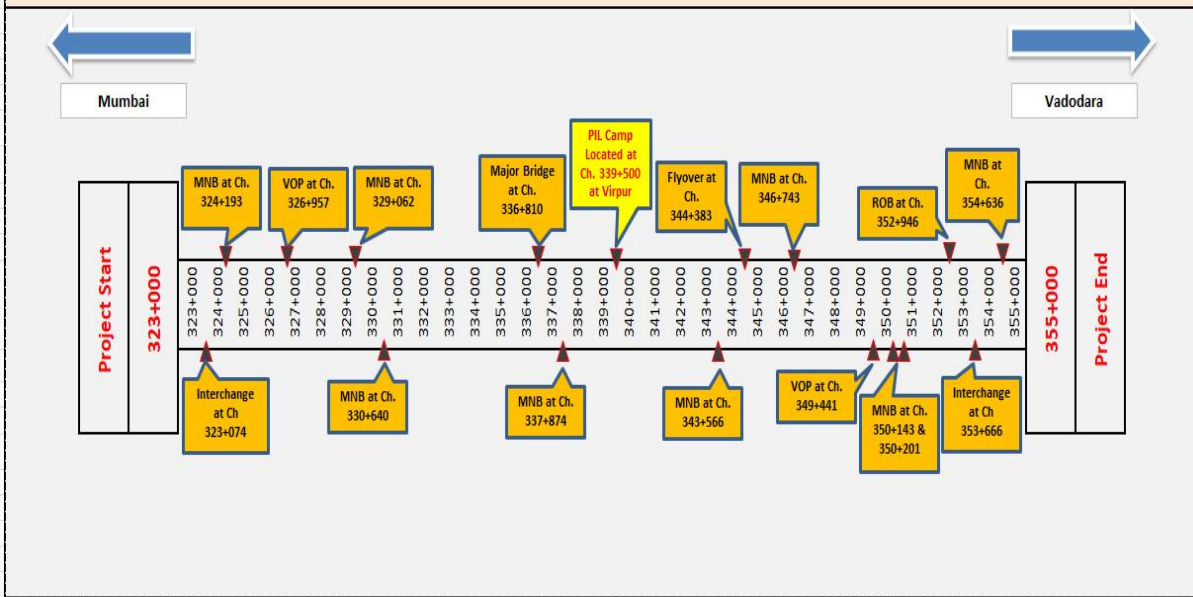 Mumbai
Vadodara
MNB at Ch.
324+193
VOP at Ch.
326+957
MNB at Ch.
329+062
Major Bridge
at Ch.
336+810
PIL Camp
Located at
Ch. 339+500
at Virpur
Flyover at
Ch.
344+383
MNB at Ch.
346+743
ROB at Ch.
352+946
MNB at
Ch.
354+636
Project Start
323+000
323+000
324+000
325+000
326+000
327+000
328+000
329+000
330+000
331+000
332+000
333+000
334+000
335+000
336+000
337+000
338+000
339+000
340+000
341+000
342+000
343+000
344+000
345+000
346+000
347+000
348+000
349+000
350+000
351+000
352+000
353+000
354+000
355+000
355+000
Project End
Interchange
at Ch
323+074
MNB at Ch.
330+640
MNB at Ch.
337+874
MNB at Ch.
343+566
VOP at Ch.
349+441
MNB at Ch.
350+143 &
350+201
Interchange
at Ch
353+666